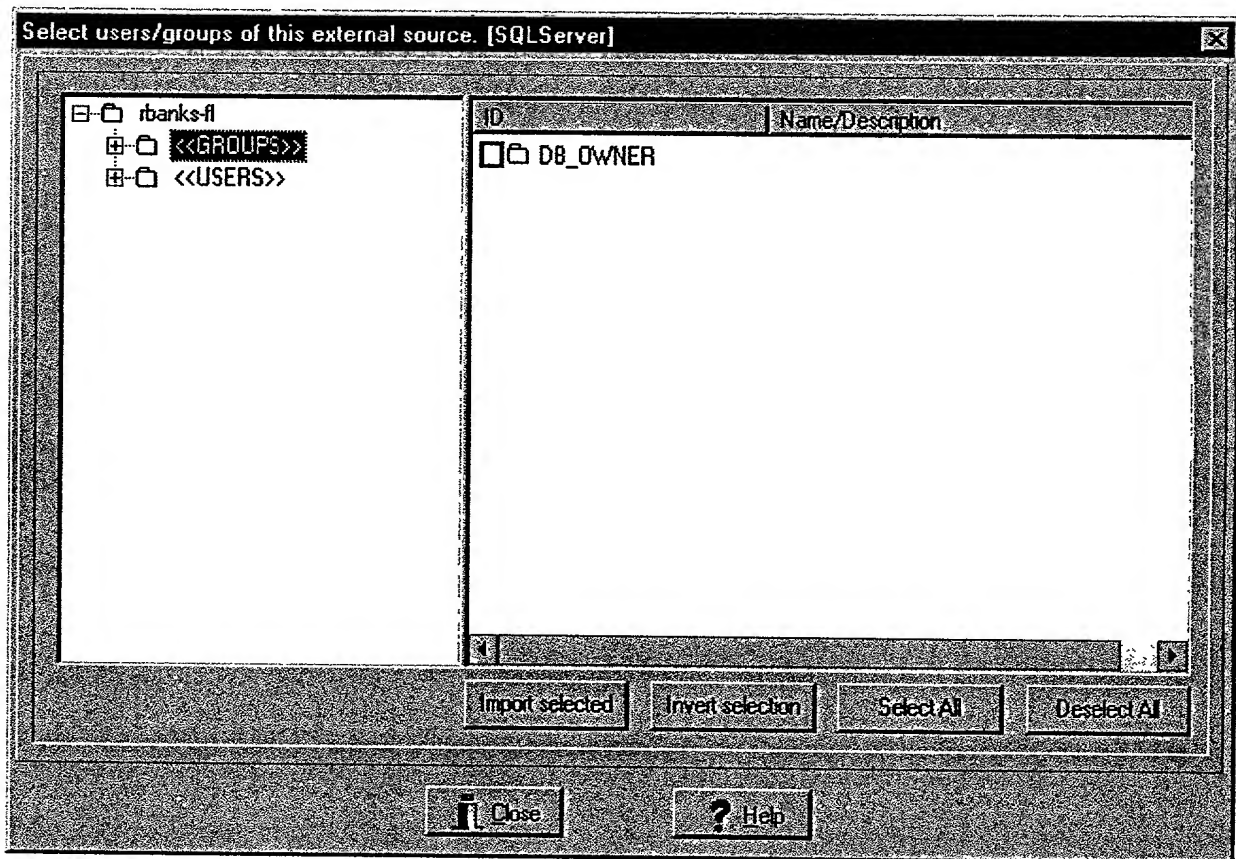 Select users/groups of this external source. [SQLServer]
rbanks-fl
<<GROUPS>>
<<USERS>>
ID Name/Description
DB_OWNER
Import selected Invert selection Select All Deselect All
Close Help